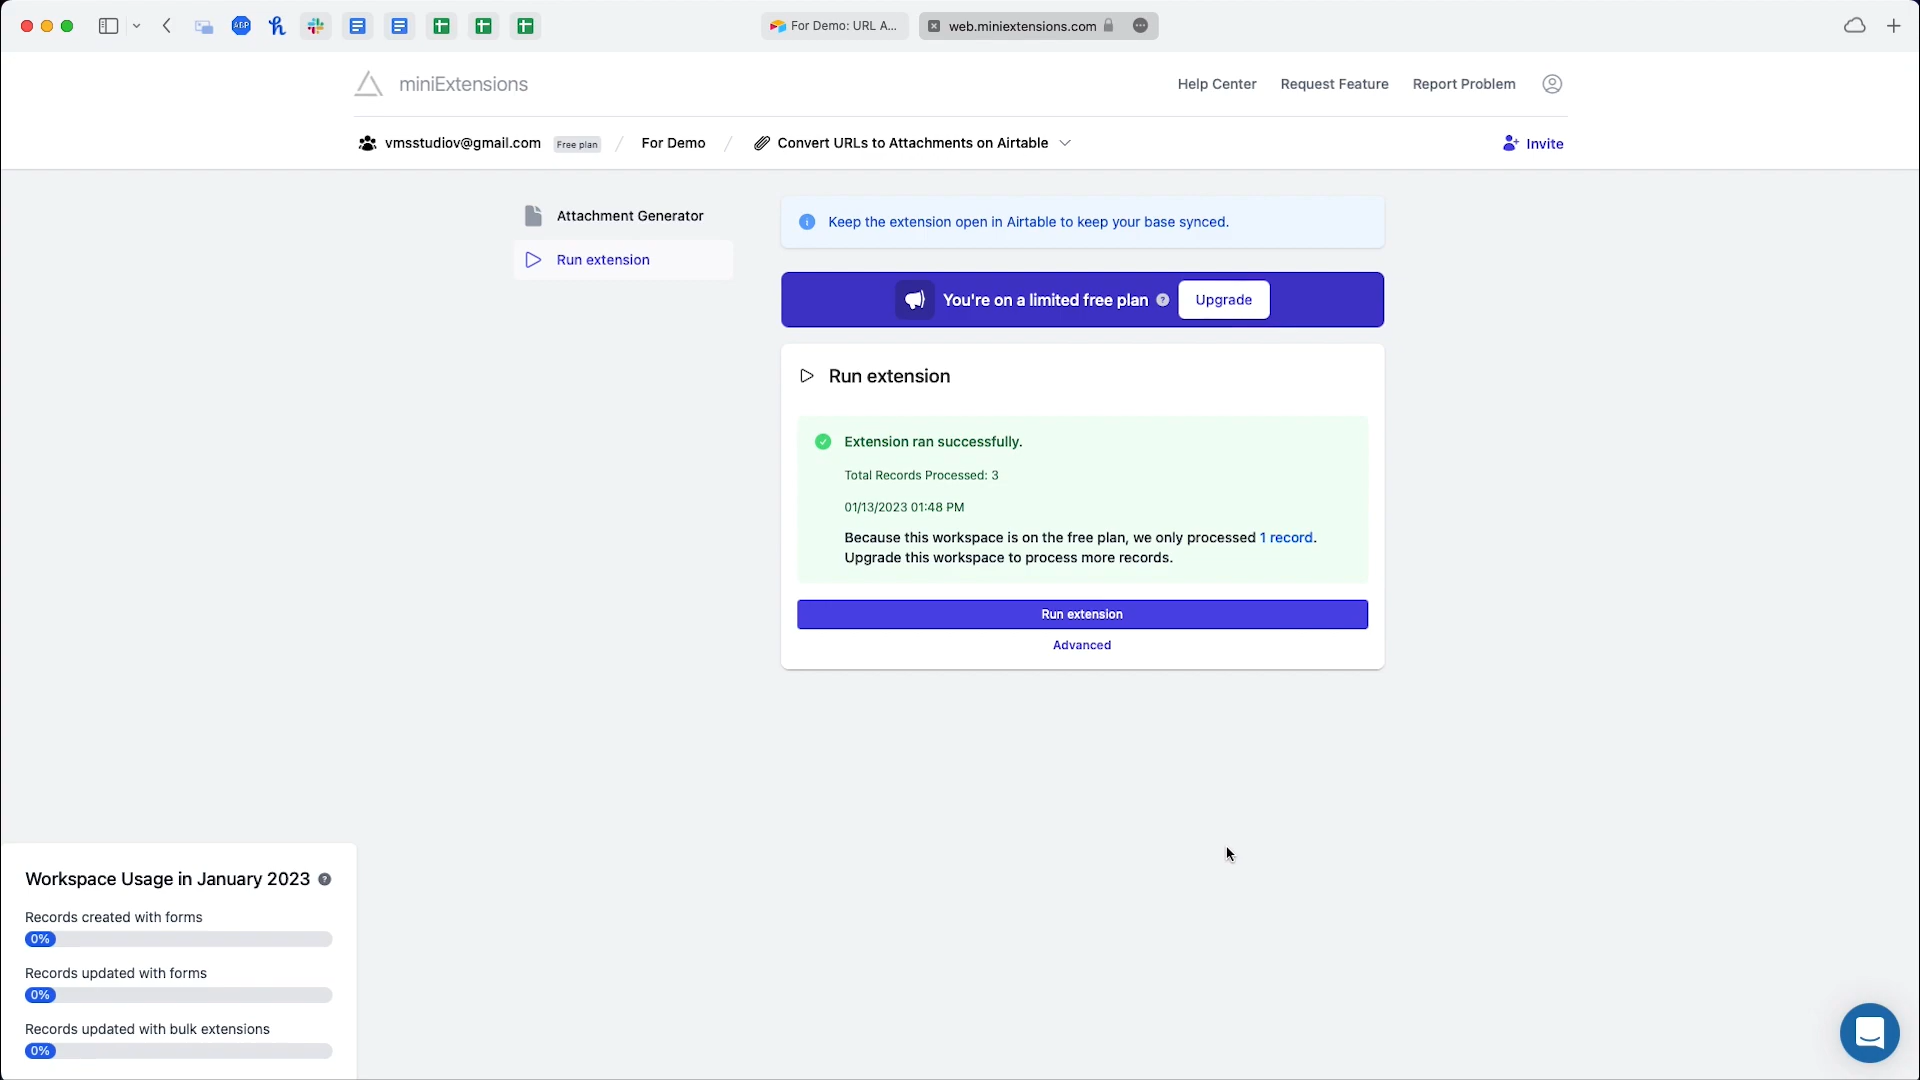 For Demo: URL A...
web.miniextensions.com
miniExtensions
Help Center
Request Feature
Report Problem
vmsstudiov@gmail.com
Free plan
/
For Demo
/
Convert URLs to Attachments on Airtable
Invite
Attachment Generator
Run extension
Keep the extension open in Airtable to keep your base synced.
You're on a limited free plan
?
Upgrade
Run extension
Extension ran successfully.
Total Records Processed: 3
01/13/2023 01:48 PM
Because this workspace is on the free plan, we only processed 1 record.
Upgrade this workspace to process more records.
Run extension
Advanced
Workspace Usage in January 2023 ?
Records created with forms
0%
Records updated with forms
0%
Records updated with bulk extensions
0%
ABP